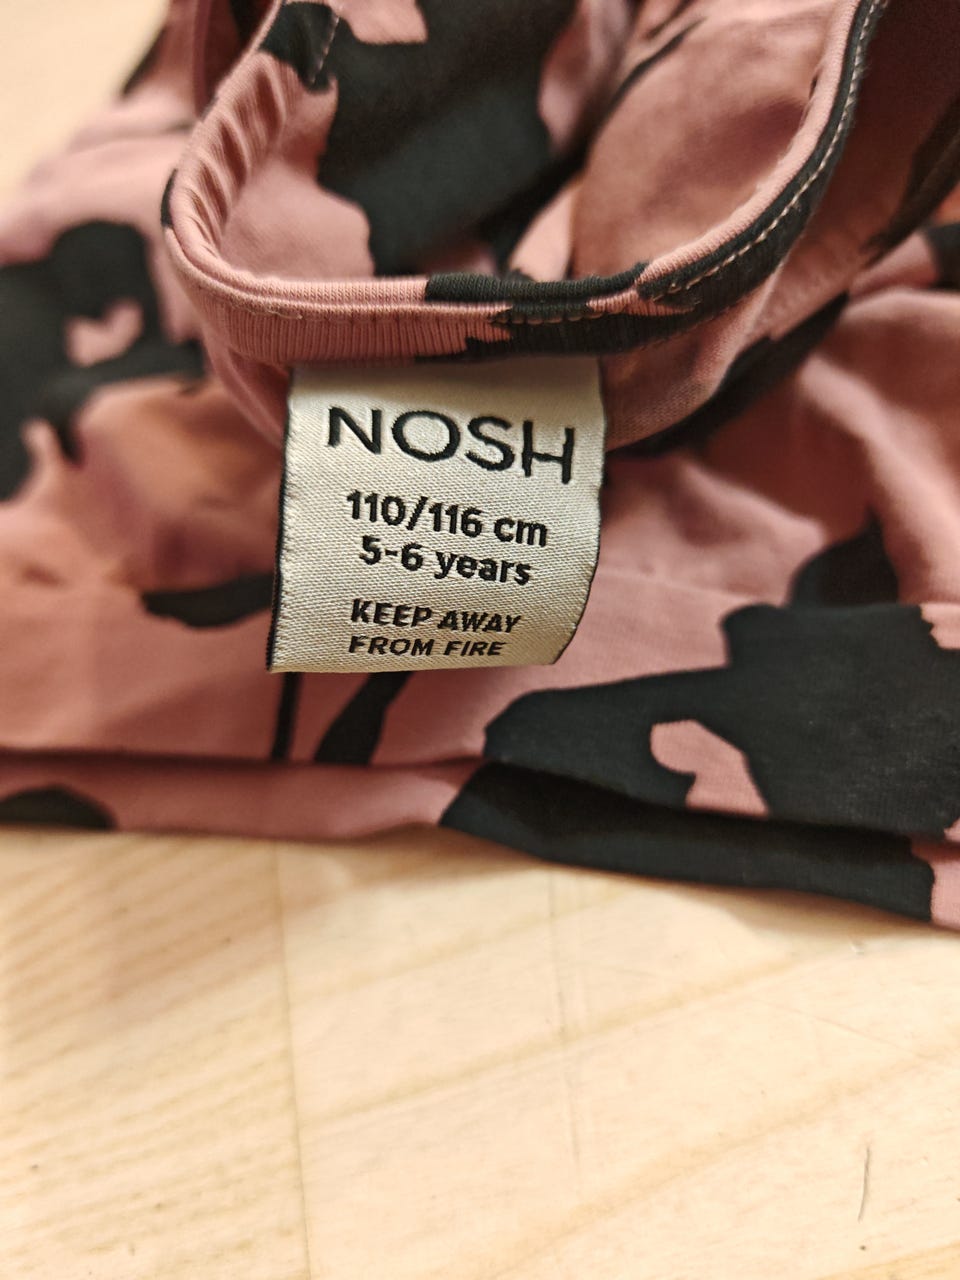 NOSH
110/116 cm
5-6 years
KEEP AWAY
FROM FIRE